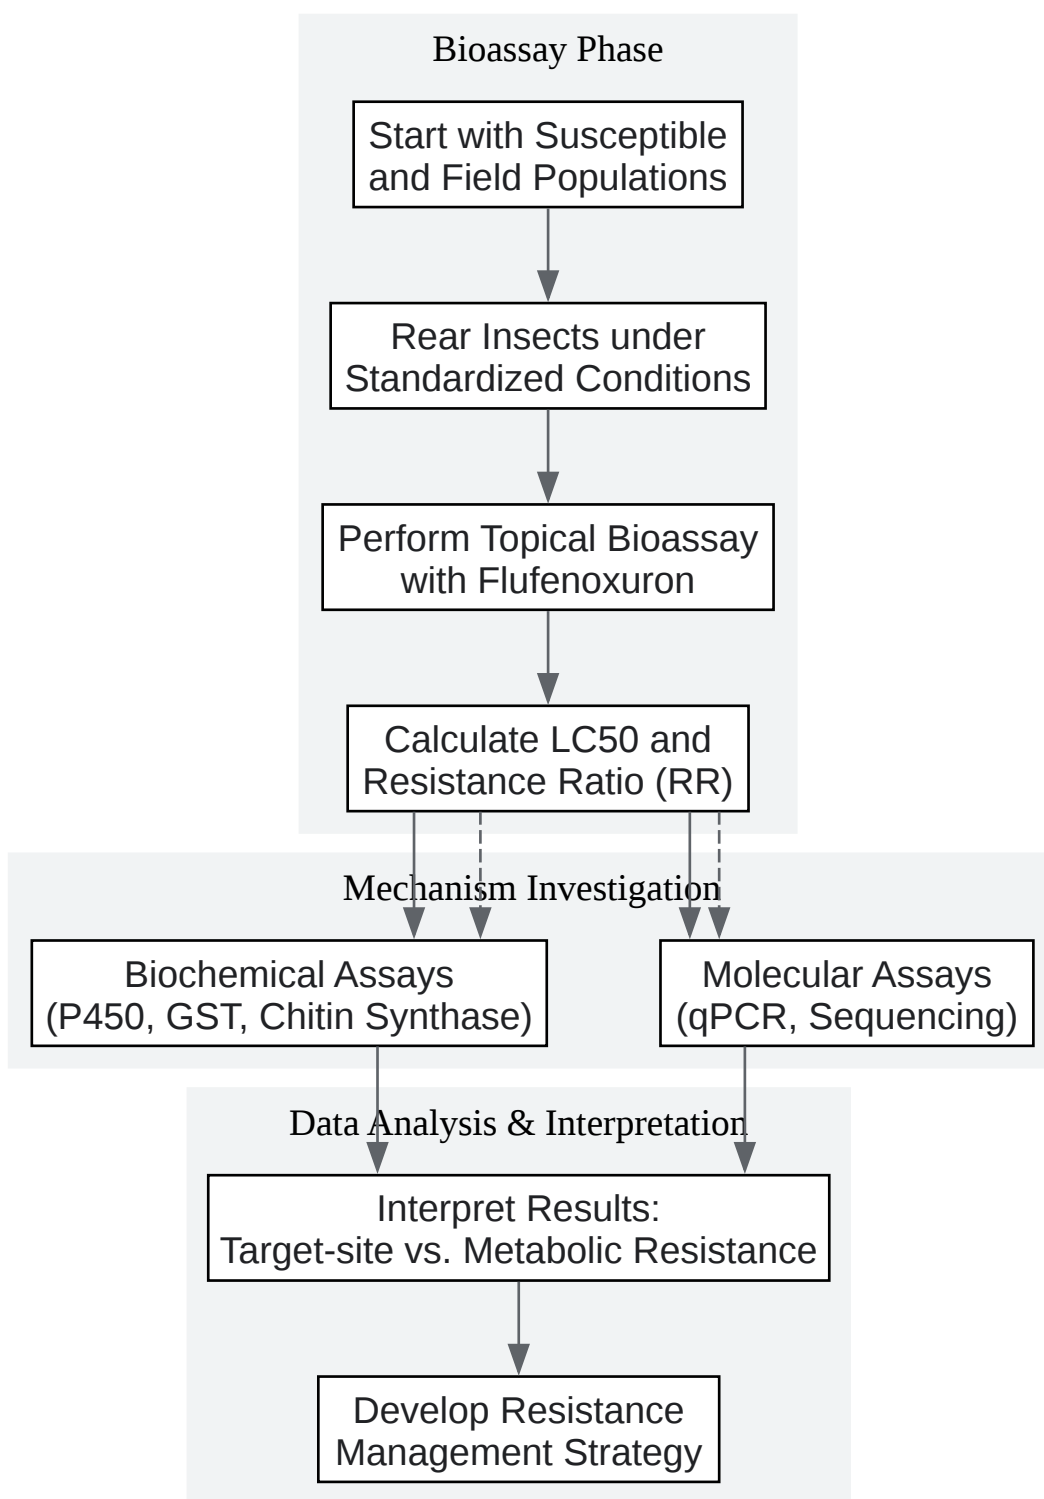 Bioassay Phase
Start with Susceptible
and Field Populations
Rear Insects under
Standardized Conditions
Perform Topical Bioassay
with Flufenoxuron
Calculate LC50 and
Resistance Ratio (RR)
Mechanism Investigation
Biochemical Assays
(P450, GST, Chitin Synthase)
Molecular Assays
(qPCR, Sequencing)
Data Analysis & Interpretation
Interpret Results:
Target-site vs. Metabolic Resistance
Develop Resistance
Management Strategy